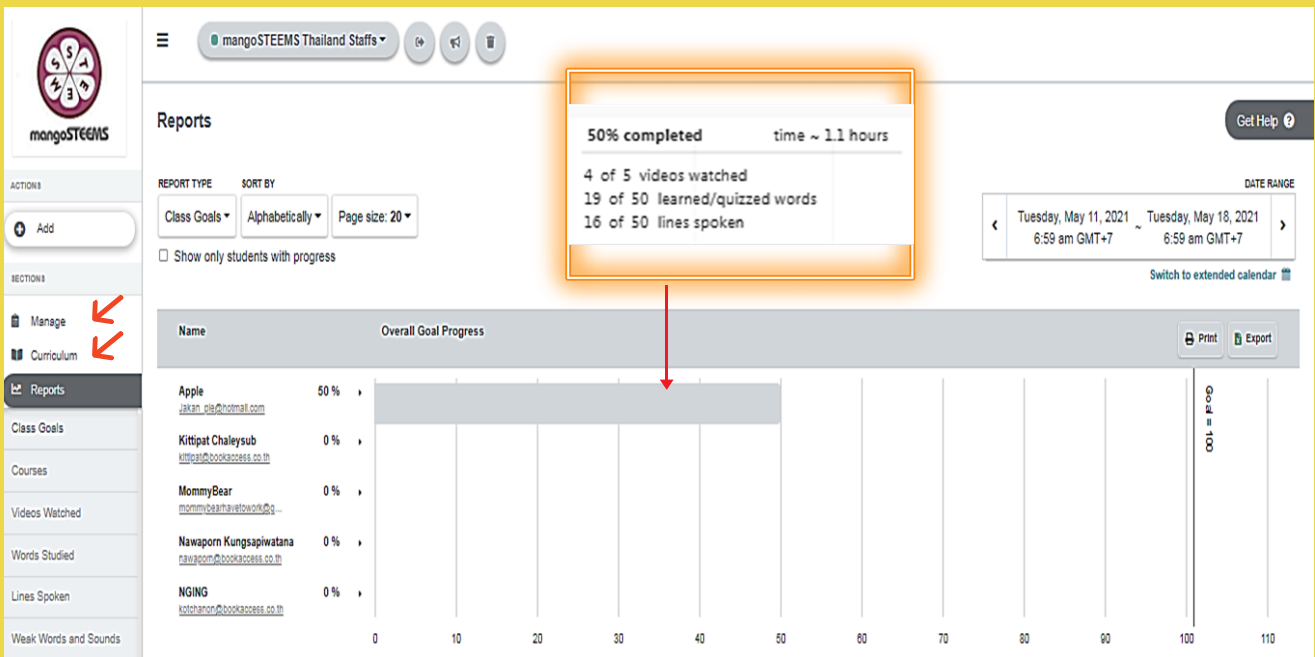 S T E E M S
mangoSTEEMS
mangoSTEEMS Thailand Staffs
Reports
Get Help ?
ACTIONS
Add
SECTIONS
Manage
Curriculum
Reports
Class Goals
Courses
Videos Watched
Words Studied
Lines Spoken
Weak Words and Sounds
REPORT TYPE SORT BY
Class Goals Alphabetically Page size: 20
Show only students with progress
50% completed time ~ 1.1 hours
4 of 5 videos watched
19 of 50 learned/quizzed words
16 of 50 lines spoken
DATE RANGE
Tuesday, May 11, 2021 ~ Tuesday, May 18, 2021
6:59 am GMT+7 6:59 am GMT+7
Switch to extended calendar
Name Overall Goal Progress Print Export
Apple 50 %
Jakan_ple@hotmail.com
Kittipat Chaleysub 0 %
kittipat@bookaccess.co.th
MommyBear 0 %
mommybearhavetowork@g...
Nawaporn Kungsapiwatana 0 %
nawaporn@bookaccess.co.th
NGING 0 %
kotchanon@bookaccess.co.th
Goal = 100
0 10 20 30 40 50 60 70 80 90 100 110